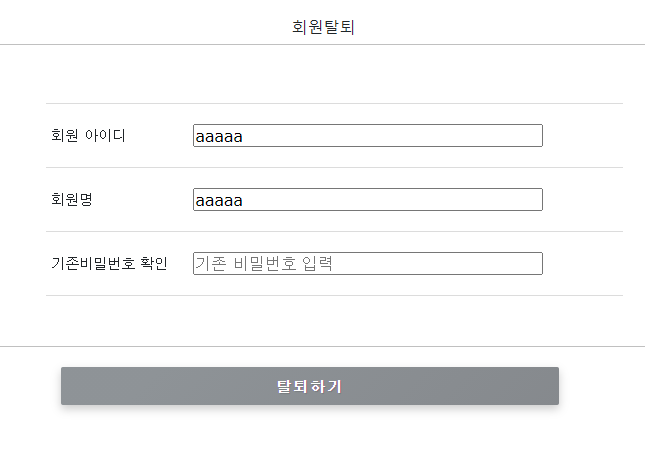 회원탈퇴
회원 아이디 aaaaa
회원명 aaaaa
기존비밀번호 확인 기존 비밀번호 입력
탈퇴하기